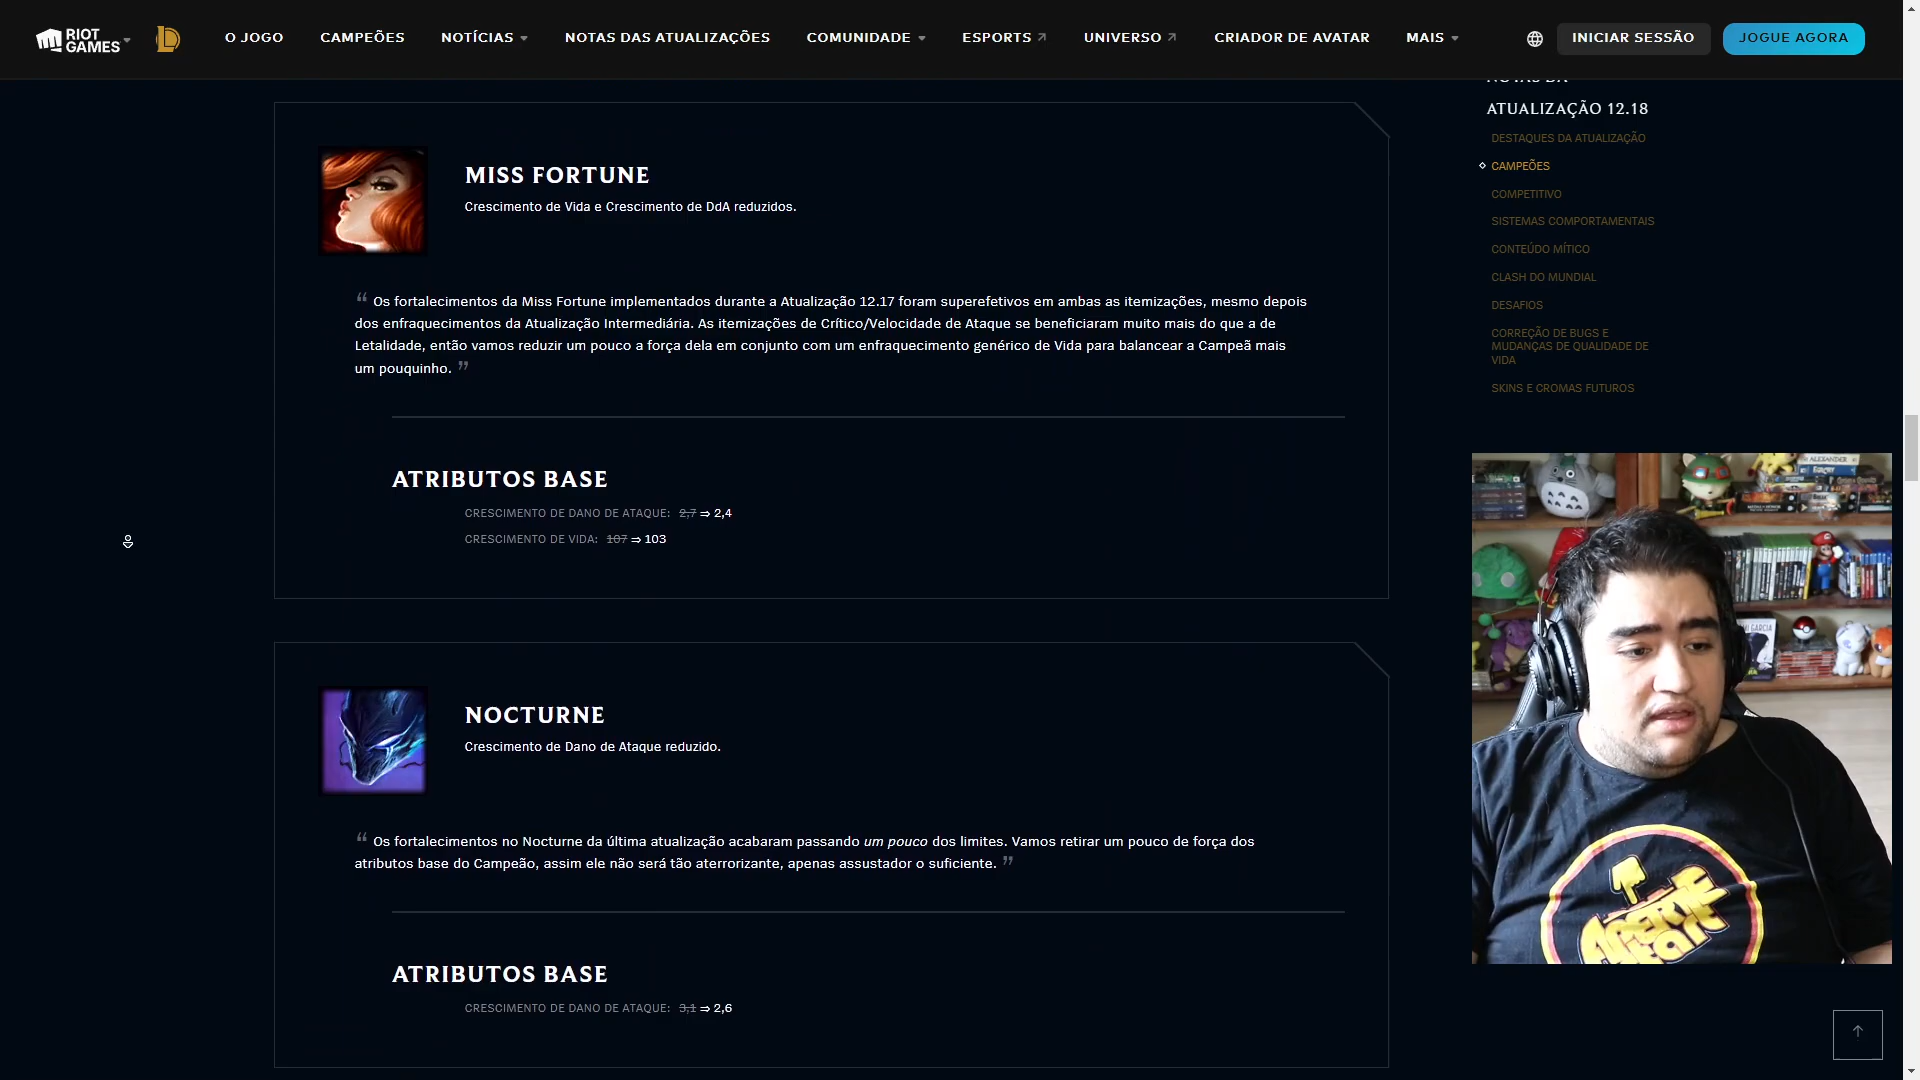 RIOT
GAMES
O JOGO
CAMPEÕES
NOTÍCIAS
NOTAS DAS ATUALIZAÇÕES
COMUNIDADE
ESPORTS
UNIVERSO
CRIADOR DE AVATAR
MAIS
INICIAR SESSÃO
JOGUE AGORA
MISS FORTUNE
Crescimento de Vida e Crescimento de DdA reduzidos.
“ Os fortalecimentos da Miss Fortune implementados durante a Atualização 12.17 foram superefetivos em ambas as itemizações, mesmo depois
dos enfraquecimentos da Atualização Intermediária. As itemizações de Crítico/Velocidade de Ataque se beneficiaram muito mais do que a de
Letalidade, então vamos reduzir um pouco a força dela em conjunto com um enfraquecimento genérico de Vida para balancear a Campeã mais
um pouquinho. ”
ATRIBUTOS BASE
CRESCIMENTO DE DANO DE ATAQUE: 2,7 ⇒ 2,4
CRESCIMENTO DE VIDA: 107 ⇒ 103
NOCTURNE
Crescimento de Dano de Ataque reduzido.
“ Os fortalecimentos no Nocturne da última atualização acabaram passando um pouco dos limites. Vamos retirar um pouco de força dos
atributos base do Campeão, assim ele não será tão aterrorizante, apenas assustador o suficiente. ”
ATRIBUTOS BASE
CRESCIMENTO DE DANO DE ATAQUE: 3,1 ⇒ 2,6
NOTAS DA
ATUALIZAÇÃO 12.18
DESTAQUES DA ATUALIZAÇÃO
CAMPEÕES
COMPETITIVO
SISTEMAS COMPORTAMENTAIS
CONTEÚDO MÍTICO
CLASH DO MUNDIAL
DESAFIOS
CORREÇÃO DE BUGS E
MUDANÇAS DE QUALIDADE DE
VIDA
SKINS E CROMAS FUTUROS